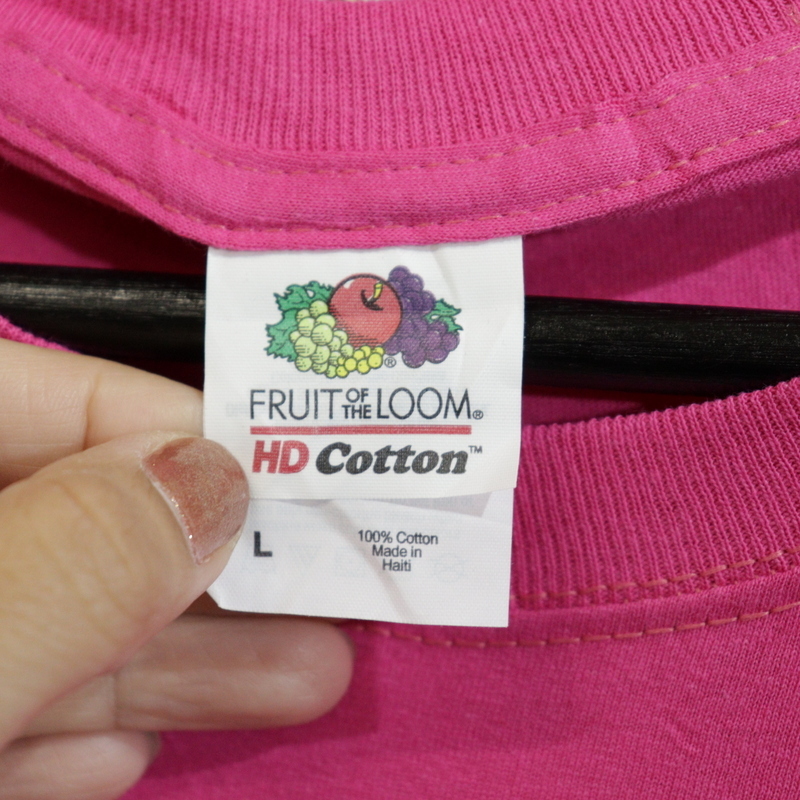 FRUIT OF THE LOOM®
HD Cotton™
L
100% Cotton
Made in
Haiti